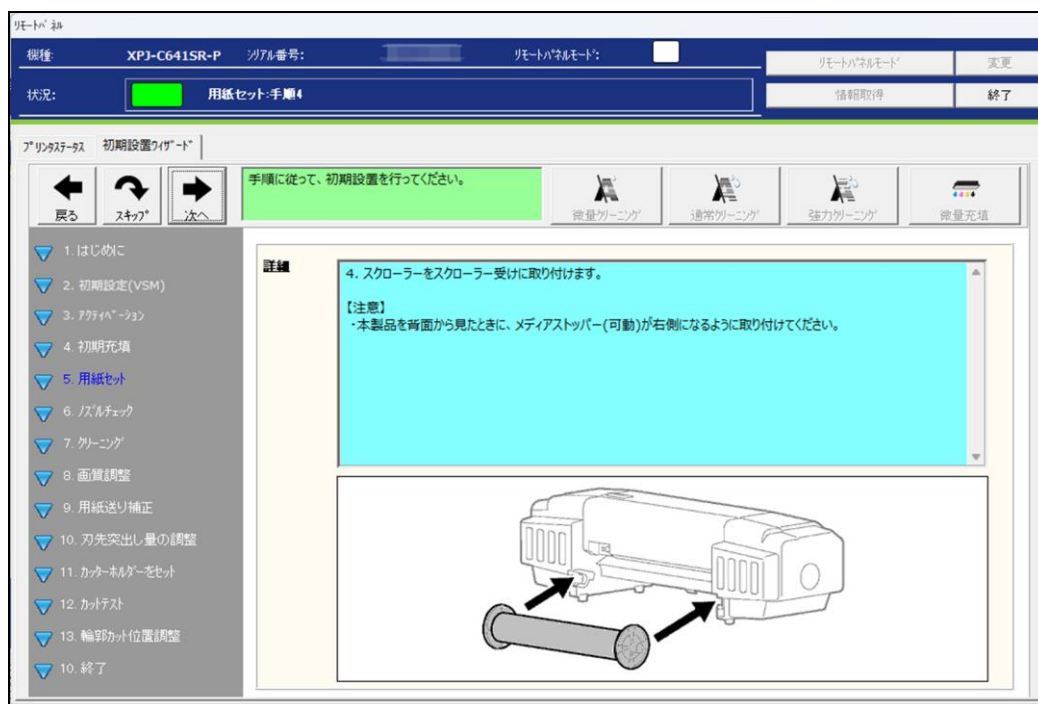 リモートパネル
機種:
XPJ-C641SR-P
シリアル番号:
リモートパネルモード:
リモートパネルモード
変更
状況:
用紙セット:手順4
情報取得
終了
プリンタステータス
初期設置ウィザード
戻る
スキップ
次へ
手順に従って、初期設置を行ってください。
微量クリーニング
通常クリーニング
強力クリーニング
微量充填
1. はじめに
2. 初期設定(VSM)
3. アクティベーション
4. 初期充填
5. 用紙セット
6. ノズルチェック
7. クリーニング
8. 画質調整
9. 用紙送り補正
10. 刃先突出し量の調整
11. カッターホルダーをセット
12. カットテスト
13. 輪郭カット位置調整
10. 終了
詳細
4. スクローラーをスクローラー受けに取り付けます。
【注意】
・本製品を背面から見たときに、メディアストッパー(可動)が右側になるように取り付けてください。